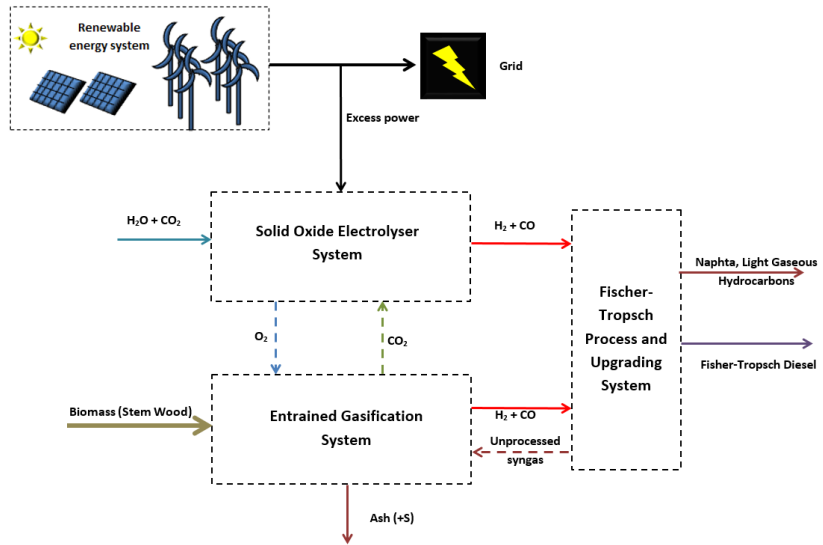 Renewable
energy system
Grid
Excess power
H₂O + CO₂
Solid Oxide Electrolyser
System
H₂ + CO
Naphta, Light Gaseous
Hydrocarbons
Fischer-
Tropsch
Process and
Upgrading
System
O₂
CO₂
Fisher-Tropsch Diesel
Biomass (Stem Wood)
Entrained Gasification
System
H₂ + CO
Unprocessed
syngas
Ash (+S)